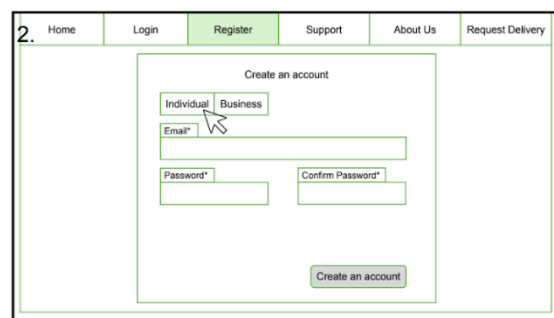 2.
Home Login Register Support About Us Request Delivery
Create an account
Individual Business
Email*
Password* Confirm Password*
Create an account